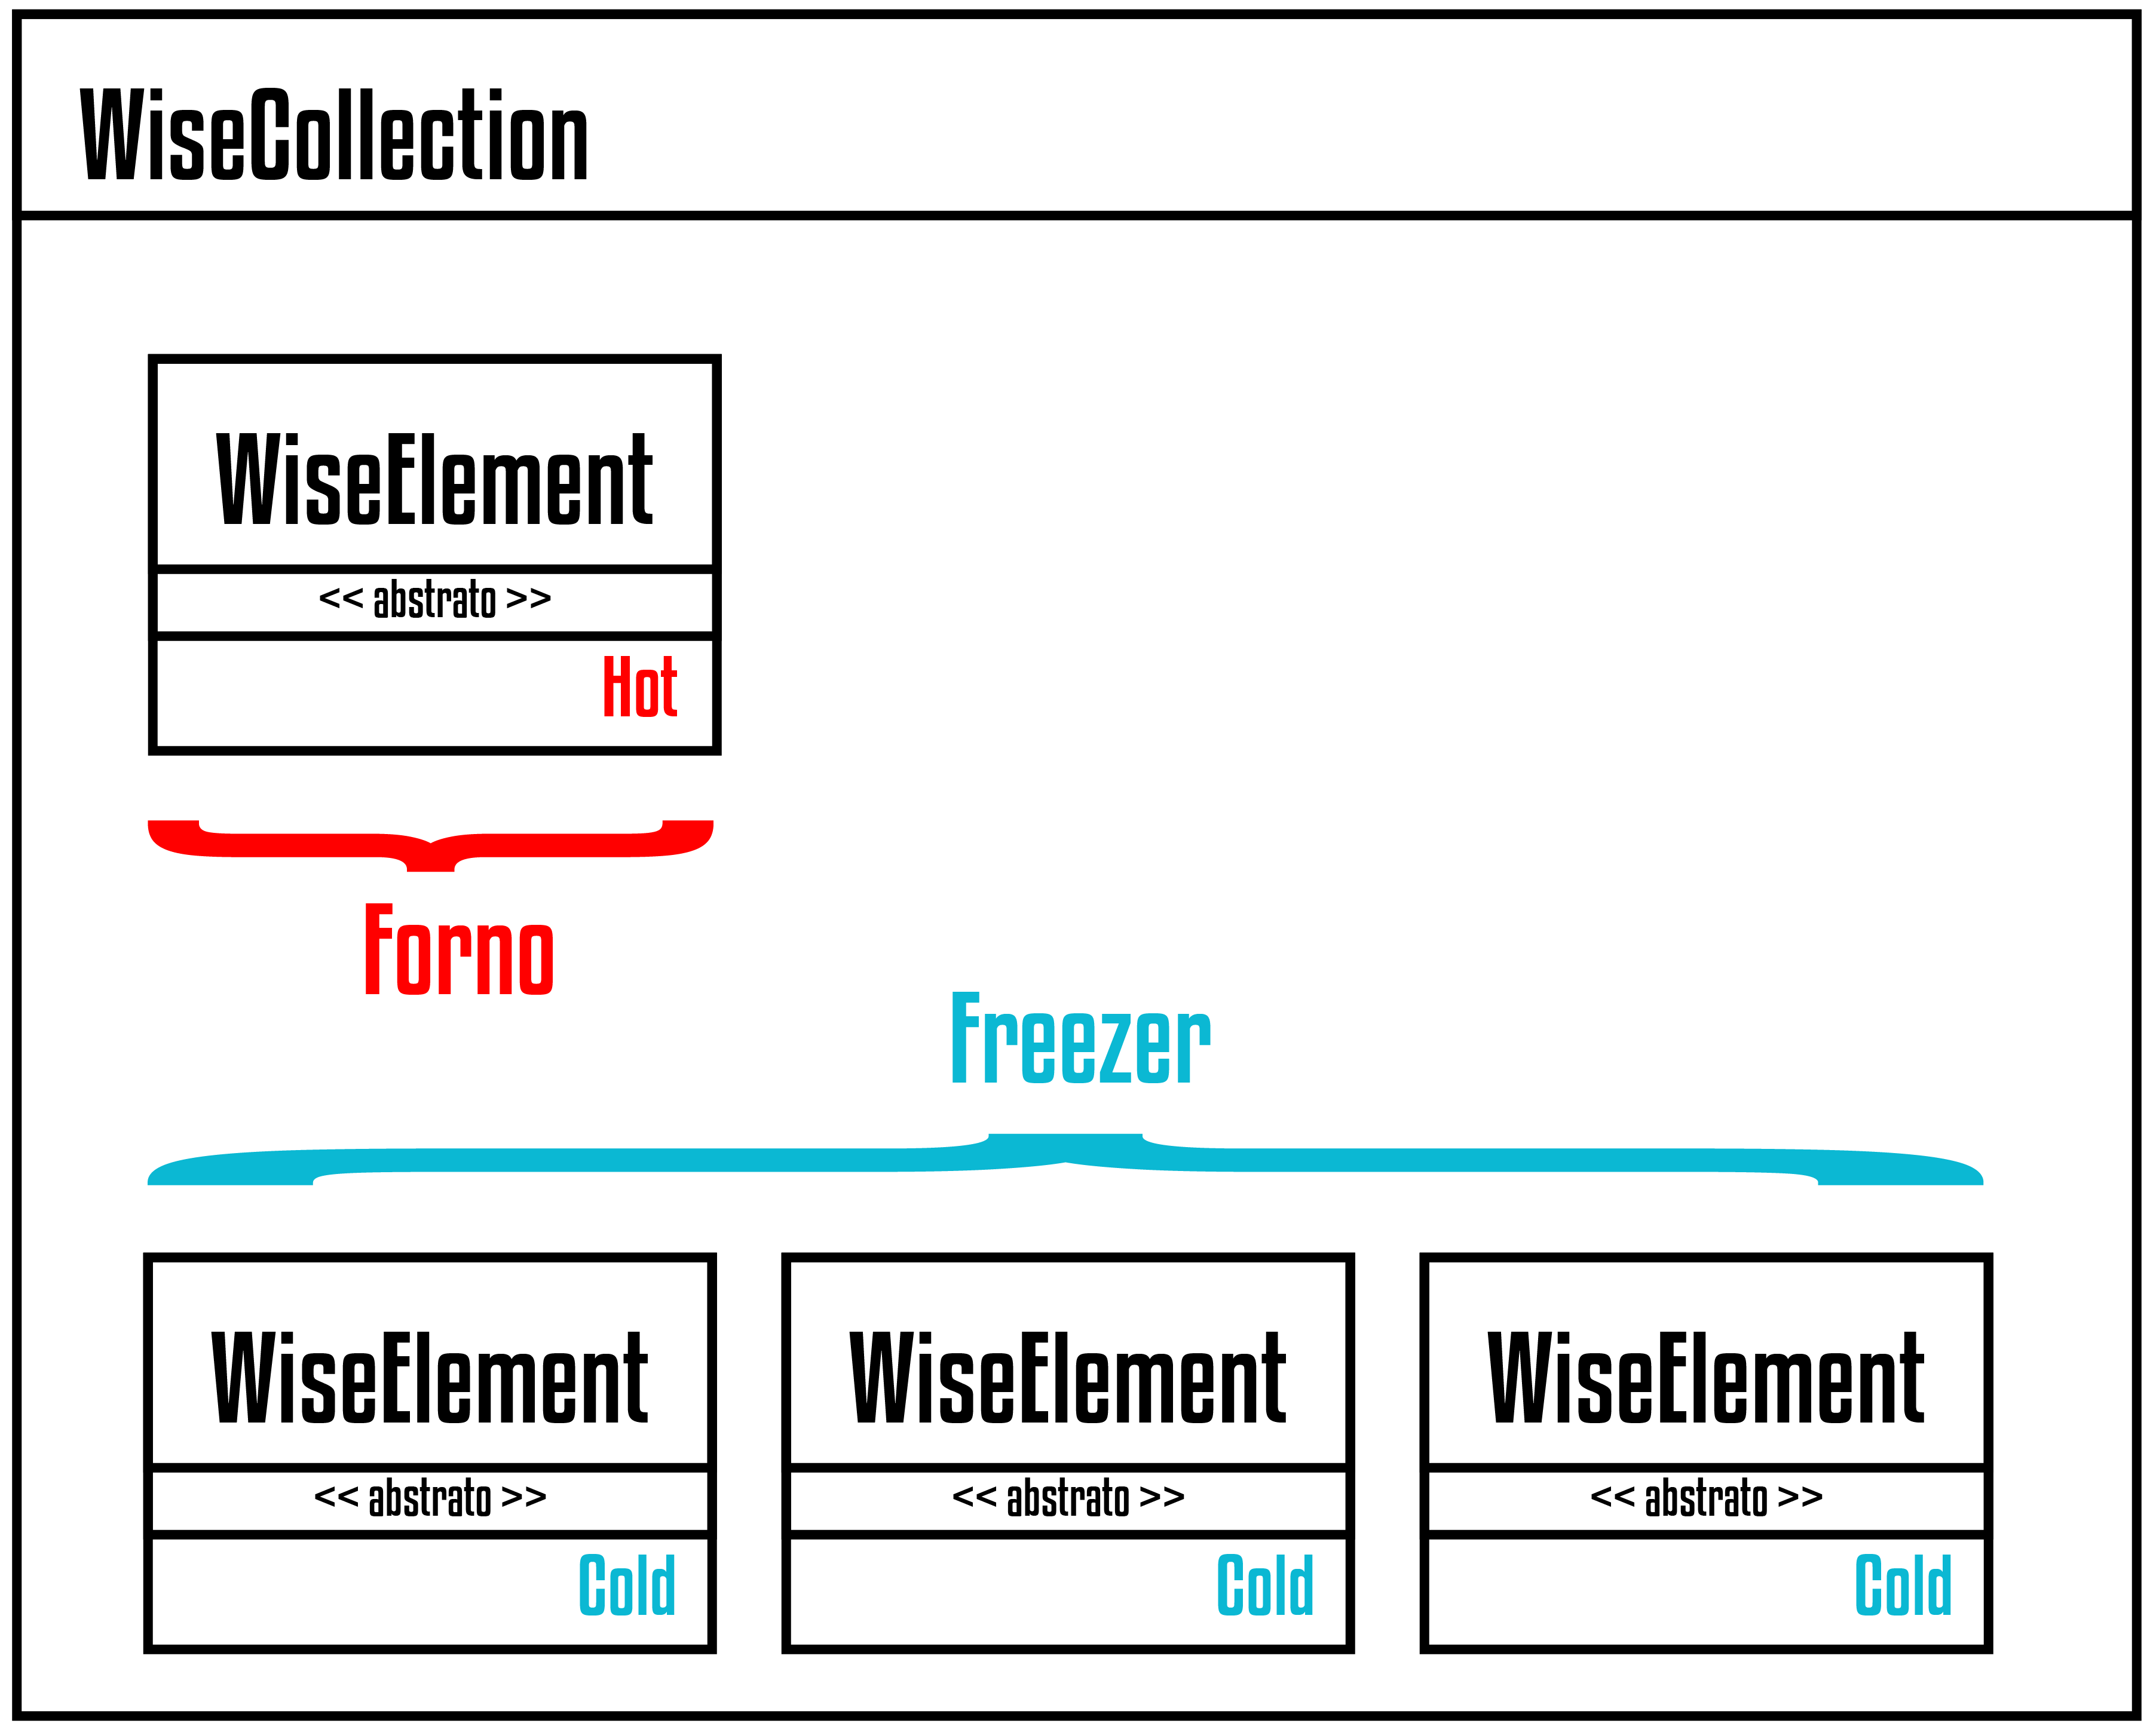 WiseCollection
WiseElement
<< abstrato >>
Hot
Forno
Freezer
WiseElement WiseElement WiseElement
<< abstrato >> << abstrato >> << abstrato >>
Cold Cold Cold